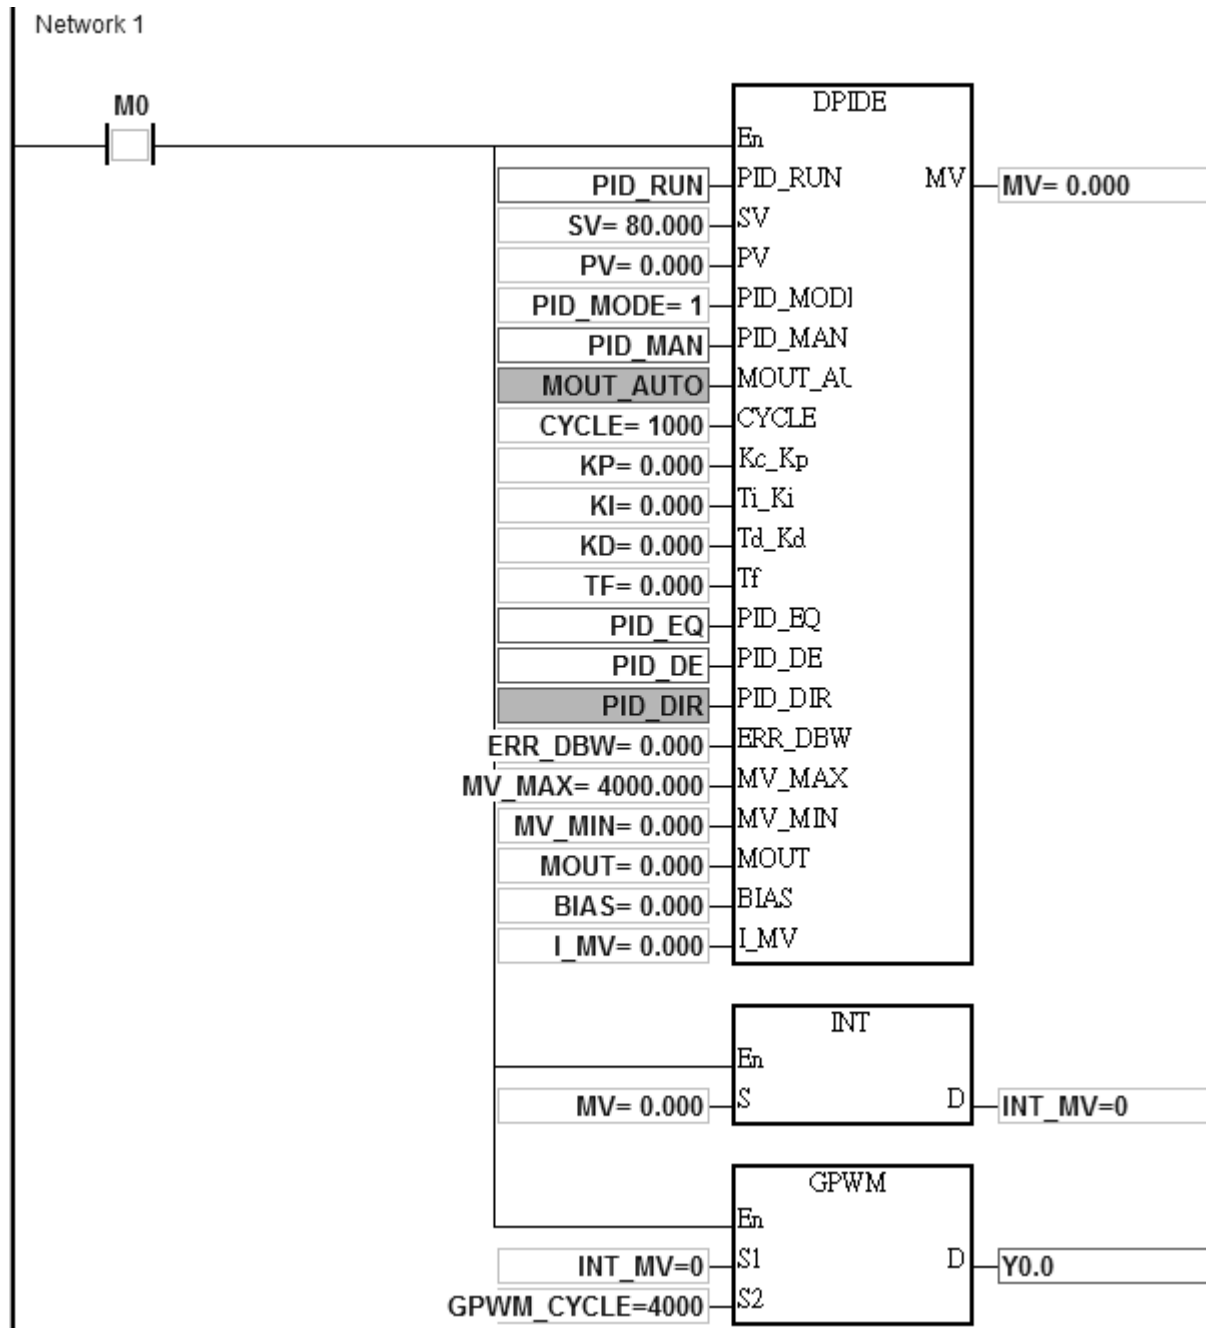 Network 1
M0
DPIDE
En
PID_RUN PID_RUN MV MV= 0.000
SV= 80.000 SV
PV= 0.000 PV
PID_MODE= 1 PID_MODI
PID_MAN PID_MAN
MOUT_AUTO MOUT_AU
CYCLE= 1000 CYCLE
KP= 0.000 Kc_Kp
KI= 0.000 Ti_Ki
KD= 0.000 Td_Kd
TF= 0.000 Tf
PID_EQ PID_EQ
PID_DE PID_DE
PID_DIR PID_DIR
ERR_DBW= 0.000 ERR_DBW
MV_MAX= 4000.000 MV_MAX
MV_MIN= 0.000 MV_MIN
MOUT= 0.000 MOUT
BIAS= 0.000 BIAS
I_MV= 0.000 I_MV
INT
En
MV= 0.000 S D INT_MV=0
GPWM
En
INT_MV=0 S1 D Y0.0
GPWM_CYCLE=4000 S2